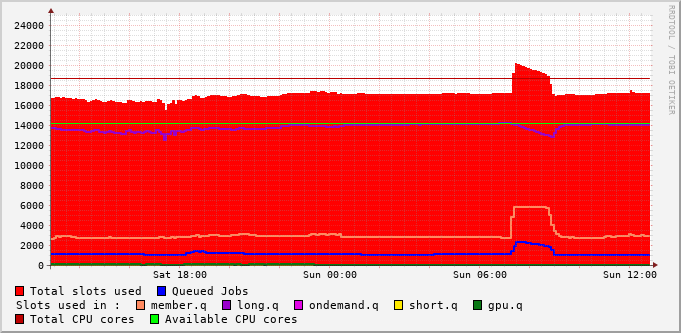 RRDTOOL / TOBI OETIKER
24000
22000
20000
18000
16000
14000
12000
10000
8000
6000
4000
2000
0
Sat 18:00 Sun 00:00 Sun 06:00 Sun 12:00
Total slots used Queued Jobs
Slots used in : member.q long.q ondemand.q short.q gpu.q
Total CPU cores Available CPU cores